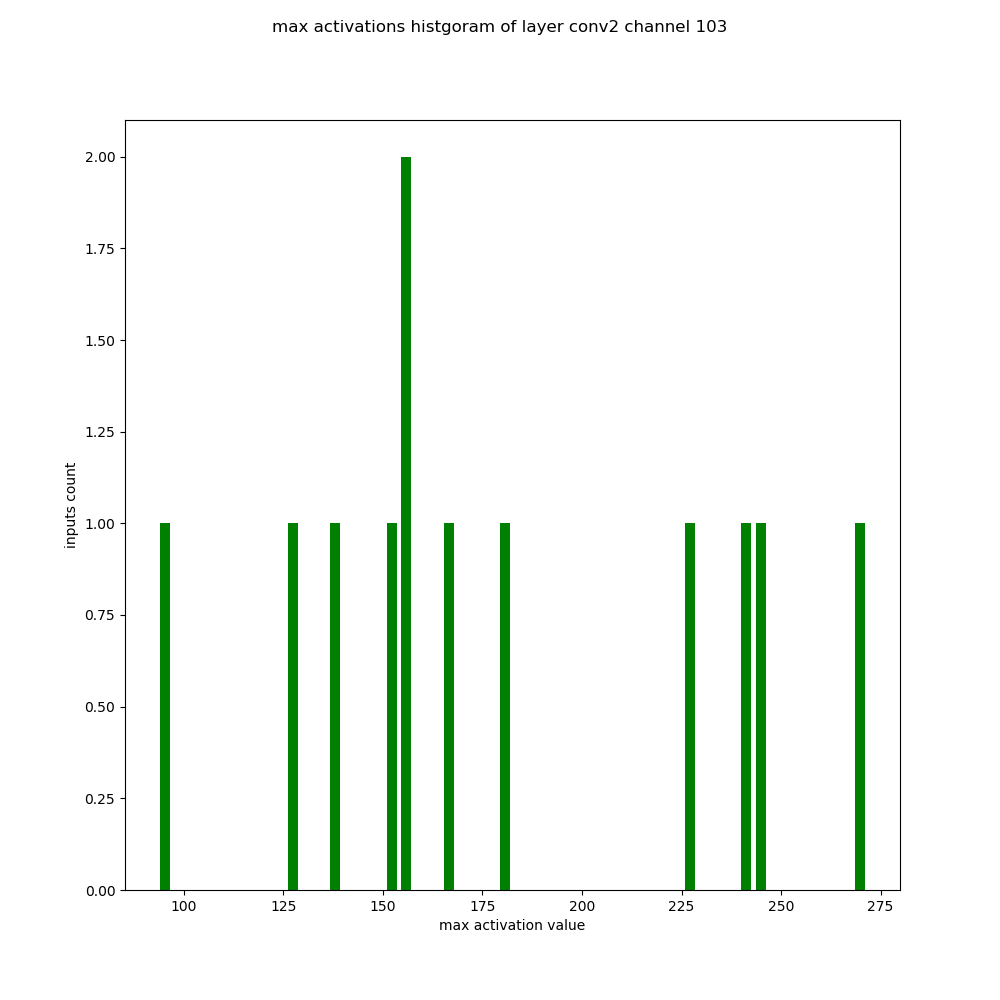 max activations histgoram of layer conv2 channel 103
2.00
1.75
1.50
1.25
1.00
0.75
0.50
0.25
0.00
inputs count
100 125 150 175 200 225 250 275
max activation value